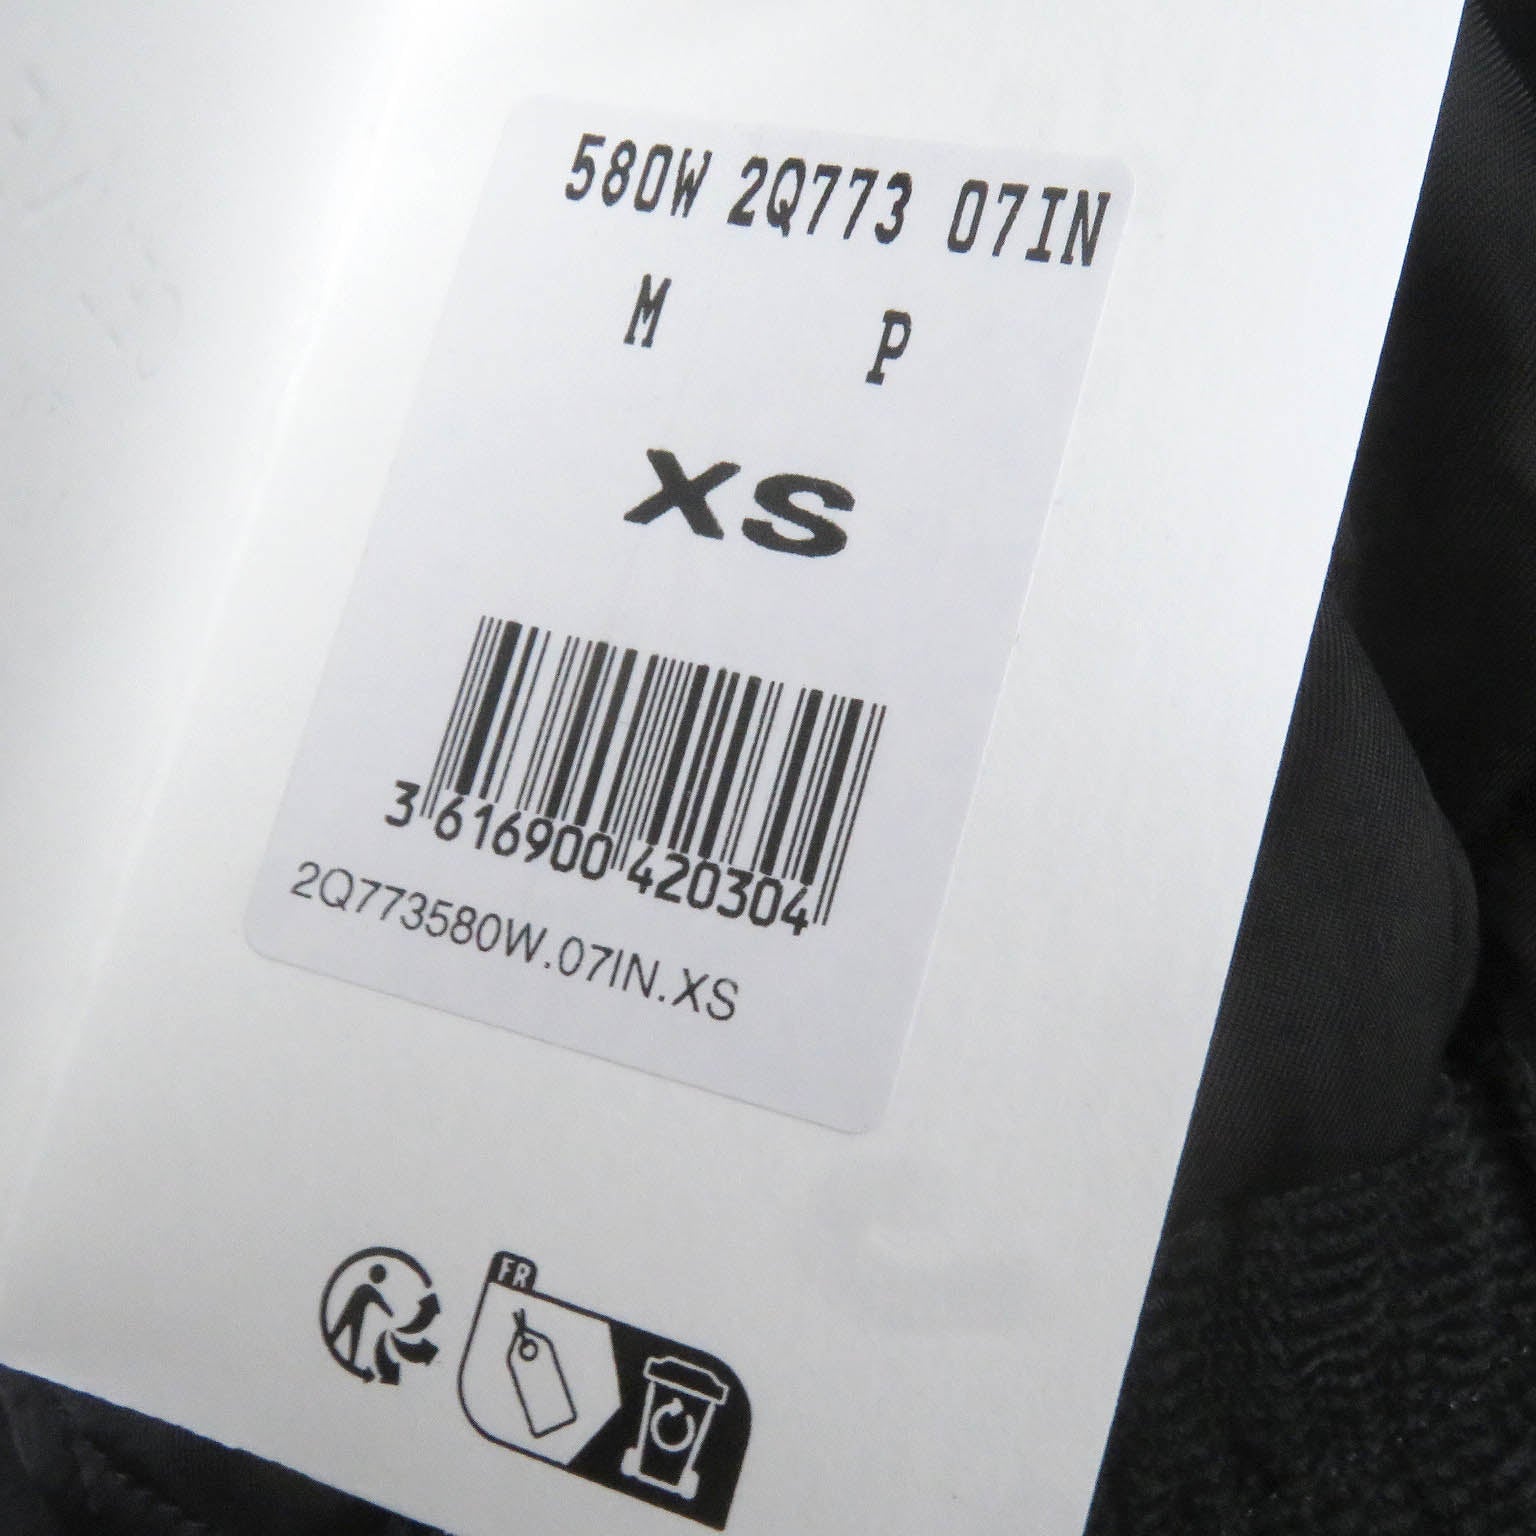 580W 2Q773 07IN
M P
XS
3 616900 420304
2Q773580W.07IN.XS
FR